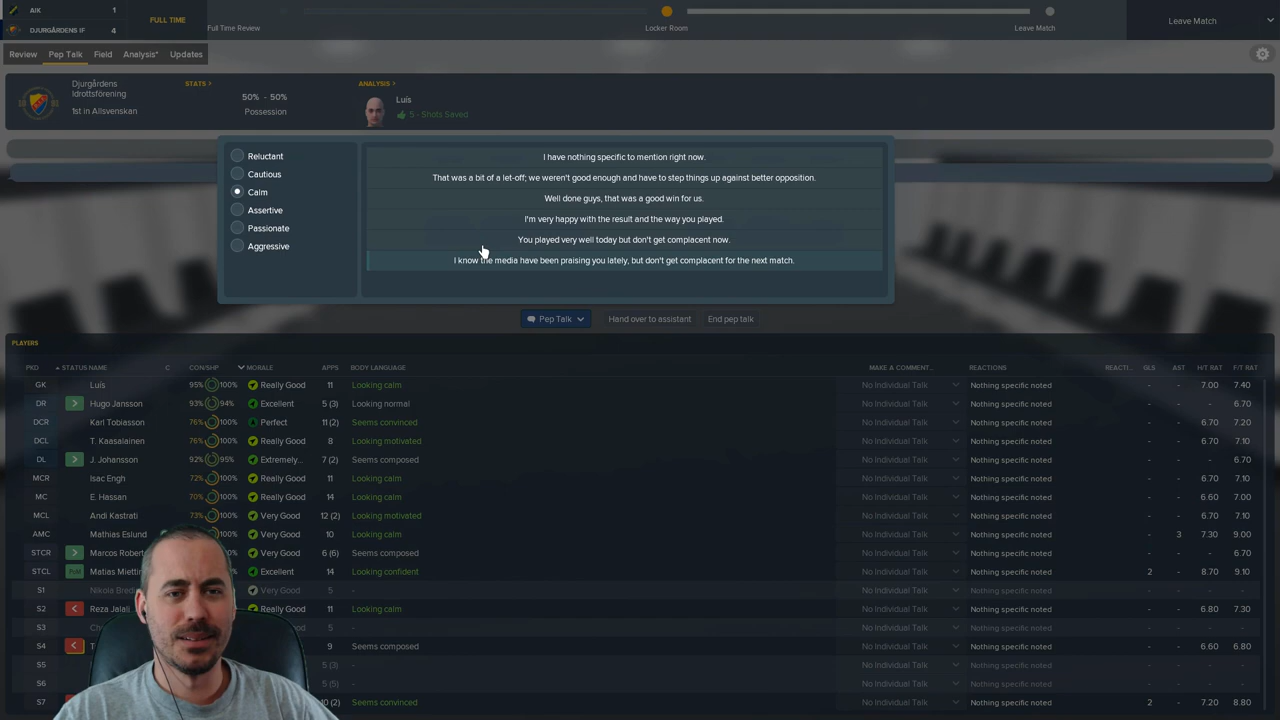 AIK 1
DJURGÅRDENS IF 4
FULL TIME
Full Time Review
Locker Room
Leave Match
Leave Match
Review Pep Talk Field Analysis* Updates
Djurgårdens
Idrottsförening
1st in Allsvenskan
STATS >
50% - 50%
Possession
ANALYSIS >
Luís
5 - Shots Saved
Reluctant
Cautious
Calm
Assertive
Passionate
Aggressive
I have nothing specific to mention right now.
That was a bit of a let-off; we weren't good enough and have to step things up against better opposition.
Well done guys, that was a good win for us.
I'm very happy with the result and the way you played.
You played very well today but don't get complacent now.
I know the media have been praising you lately, but don't get complacent for the next match.
Pep Talk Hand over to assistant End pep talk
PLAYERS
PKD STATUS NAME C CON/SHP MORALE APPS BODY LANGUAGE MAKE A COMMENT... REACTIONS REACTI... GLS AST H/T RAT F/T RAT
GK Luís 95% 100% Really Good 11 Looking calm No Individual Talk Nothing specific noted - - 7.00 7.40
DR Hugo Jansson 93% 94% Excellent 5 (3) Looking normal No Individual Talk Nothing specific noted - - - 6.70
DCR Karl Tobiasson 76% 100% Perfect 11 (2) Seems convinced No Individual Talk Nothing specific noted - - 6.70 7.20
DCL T. Kaasalainen 76% 100% Really Good 8 Looking motivated No Individual Talk Nothing specific noted - - 6.70 7.10
DL J. Johansson 92% 95% Extremely... 7 (2) Seems composed No Individual Talk Nothing specific noted - - - 6.70
MCR Isac Engh 72% 100% Really Good 11 Looking calm No Individual Talk Nothing specific noted - - 6.70 7.10
MC E. Hassan 70% 100% Really Good 14 Looking calm No Individual Talk Nothing specific noted - - 6.60 7.00
MCL Andi Kastrati 73% 100% Very Good 12 (2) Looking motivated No Individual Talk Nothing specific noted - - 6.70 7.10
AMC Mathias Eslund 100% Very Good 10 Looking calm No Individual Talk Nothing specific noted - 3 7.30 9.00
STCR Marcos Robert 100% Very Good 6 (6) Seems composed No Individual Talk Nothing specific noted - - - 6.70
STCL PoM Matias Miettin 100% Excellent 14 Looking confident No Individual Talk Nothing specific noted 2 - 8.70 9.10
S1 Nikola Bredi Very Good 5 - No Individual Talk Nothing specific noted - - - -
S2 Reza Jalali Really Good 11 Looking calm No Individual Talk Nothing specific noted - - 6.80 7.30
S3 5 - No Individual Talk Nothing specific noted - - - -
S4 9 Seems composed No Individual Talk Nothing specific noted - - 6.60 6.80
S5 5 (3) - No Individual Talk Nothing specific noted - - - -
S6 5 (5) - No Individual Talk Nothing specific noted - - - -
S7 10 (2) Seems convinced No Individual Talk Nothing specific noted 2 - 7.20 8.80